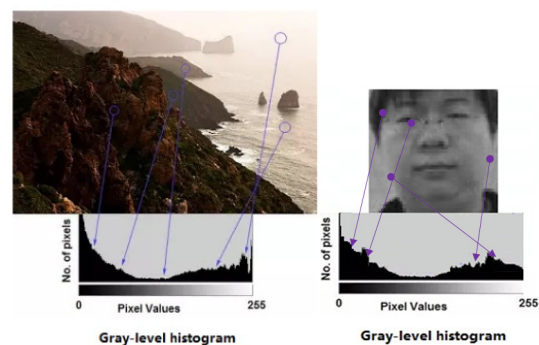 No. of pixels
0
Pixel Values
255
Gray-level histogram
No. of pixels
0
Pixel Values
255
Gray-level histogram